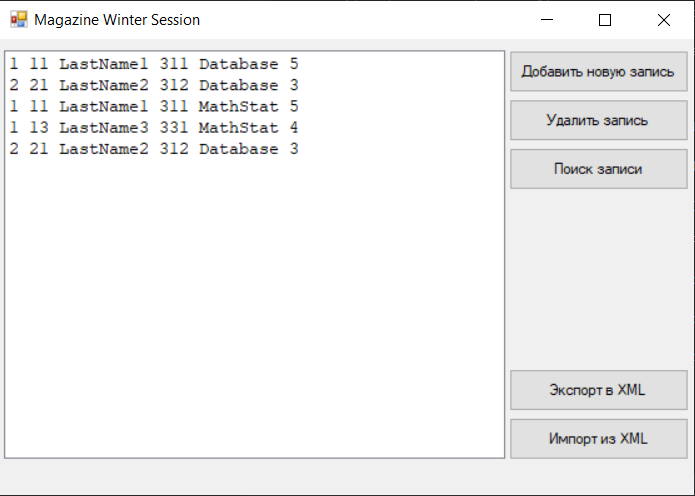 Magazine Winter Session
1 11 LastName1 311 Database 5
2 21 LastName2 312 Database 3
1 11 LastName1 311 MathStat 5
1 13 LastName3 331 MathStat 4
2 21 LastName2 312 Database 3
Добавить новую запись
Удалить запись
Поиск записи
Экспорт в XML
Импорт из XML